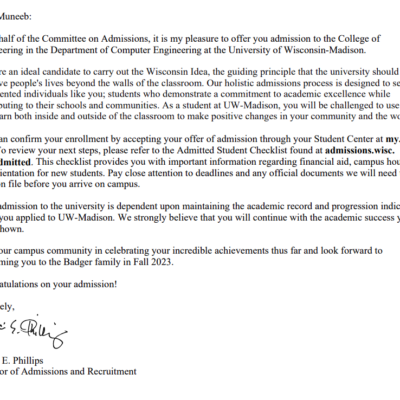 Muneeb:
half of the Committee on Admissions, it is my pleasure to offer you admission to the College of
eering in the Department of Computer Engineering at the University of Wisconsin-Madison.
re an ideal candidate to carry out the Wisconsin Idea, the guiding principle that the university should
ve people's lives beyond the walls of the classroom. Our holistic admissions process is designed to se
ented individuals like you; students who demonstrate a commitment to academic excellence while
buting to their schools and communities. As a student at UW-Madison, you will be challenged to use
arn both inside and outside of the classroom to make positive changes in your community and the wo
an confirm your enrollment by accepting your offer of admission through your Student Center at my.
To review your next steps, please refer to the Admitted Student Checklist found at admissions.wisc.
dmitted. This checklist provides you with important information regarding financial aid, campus hou
ientation for new students. Pay close attention to deadlines and any official documents we will need
on file before you arrive on campus.
admission to the university is dependent upon maintaining the academic record and progression indic
you applied to UW-Madison. We strongly believe that you will continue with the academic success y
hown.
our campus community in celebrating your incredible achievements thus far and look forward to
ming you to the Badger family in Fall 2023.
atulations on your admission!
ely,
E. Phillips
or of Admissions and Recruitment